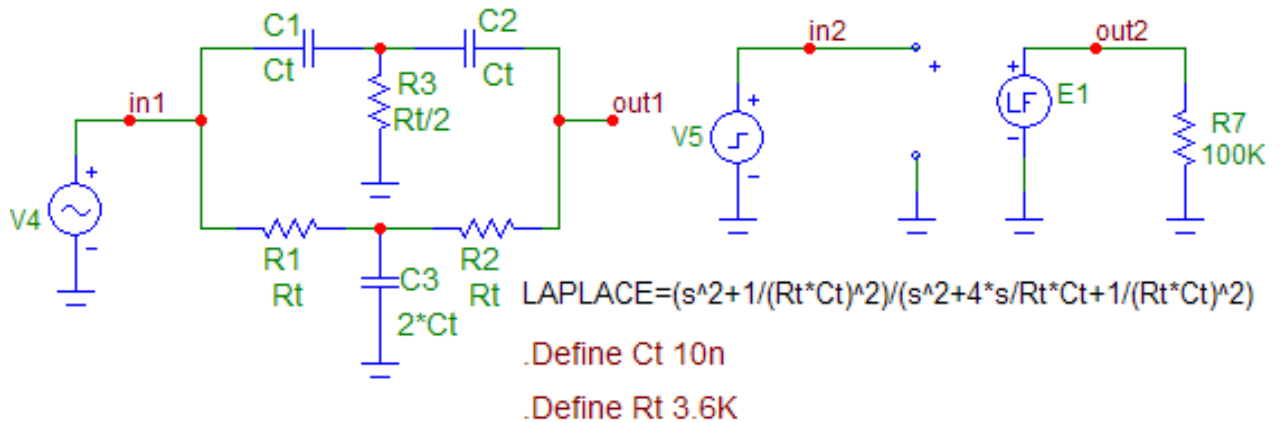 C1
Ct
C2
Ct
R3
Rt/2
in1
out1
V4
R1
Rt
R2
Rt
C3
2*Ct
in2
out2
+
V5
+
-
+
-
+
-
LF
E1
R7
100K
LAPLACE=(s^2+1/(Rt*Ct)^2)/(s^2+4*s/Rt*Ct+1/(Rt*Ct)^2)
.Define Ct 10n
.Define Rt 3.6K